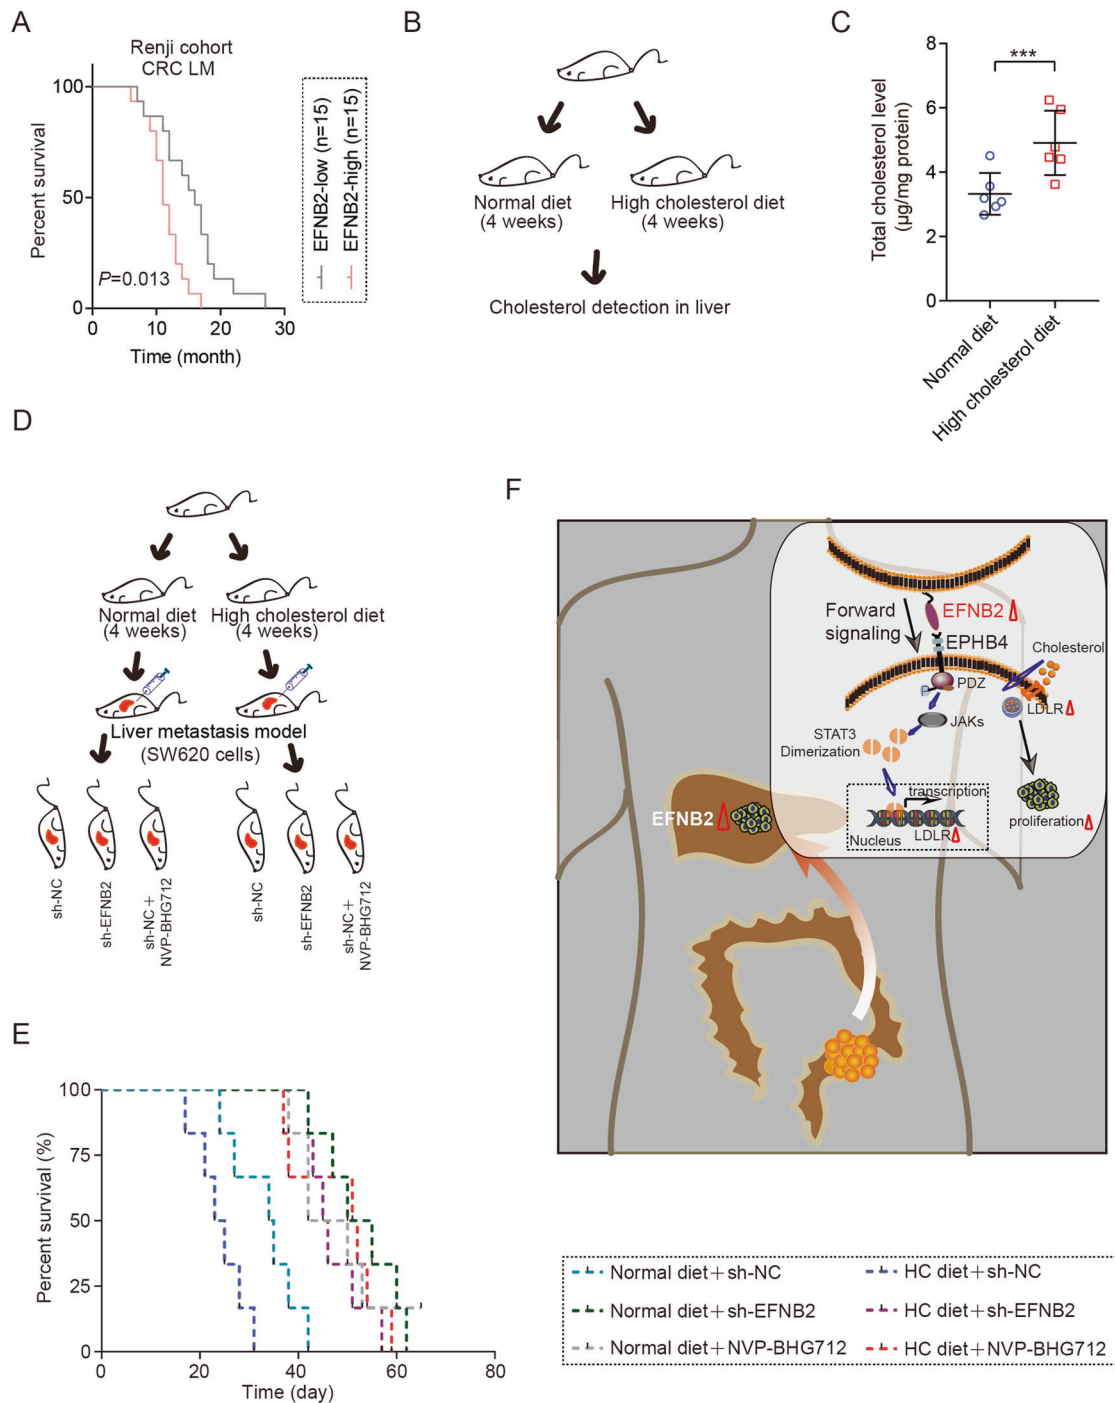 A
Renji cohort
CRC LM
Percent survival
100
50
0
P=0.013
0
10
20
30
Time (month)
EFNB2-low (n=15)
EFNB2-high (n=15)
B
Normal diet
(4 weeks)
High cholesterol diet
(4 weeks)
Cholesterol detection in liver
C
Total cholesterol level
(μg/mg protein)
8
6
4
2
0
***
Normal diet
High cholesterol diet
D
Normal diet
(4 weeks)
High cholesterol diet
(4 weeks)
Liver metastasis model
(SW620 cells)
sh-NC
sh-EFNB2
sh-NC+
NVP-BHG712
sh-NC
sh-EFNB2
sh-NC+
NVP-BHG712
E
Percent survival (%)
100
75
50
25
0
0
20
40
60
80
Time (day)
F
Forward
signaling
EFNB2
EPHB4
Cholesterol
P
PDZ
LDLR
JAKs
STAT3
Dimerization
transcription
Nucleus
LDLR
proliferation
EFNB2
Normal diet+sh-NC
HC diet+sh-NC
Normal diet+sh-EFNB2
HC diet+sh-EFNB2
Normal diet+NVP-BHG712
HC diet+NVP-BHG712